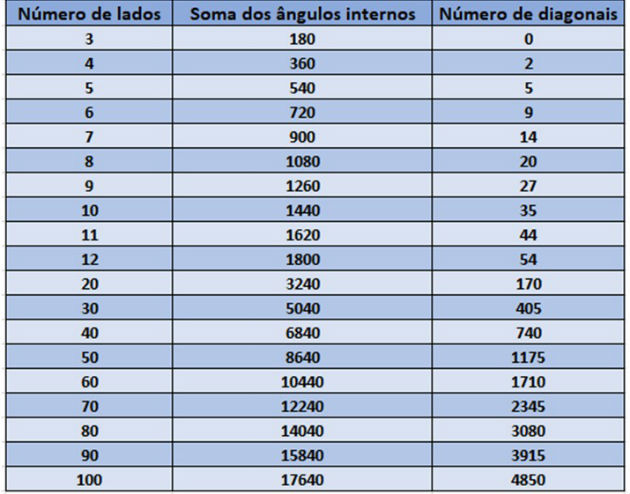 Número de lados Soma dos ângulos internos Número de diagonais
3 180 0
4 360 2
5 540 5
6 720 9
7 900 14
8 1080 20
9 1260 27
10 1440 35
11 1620 44
12 1800 54
20 3240 170
30 5040 405
40 6840 740
50 8640 1175
60 10440 1710
70 12240 2345
80 14040 3080
90 15840 3915
100 17640 4850